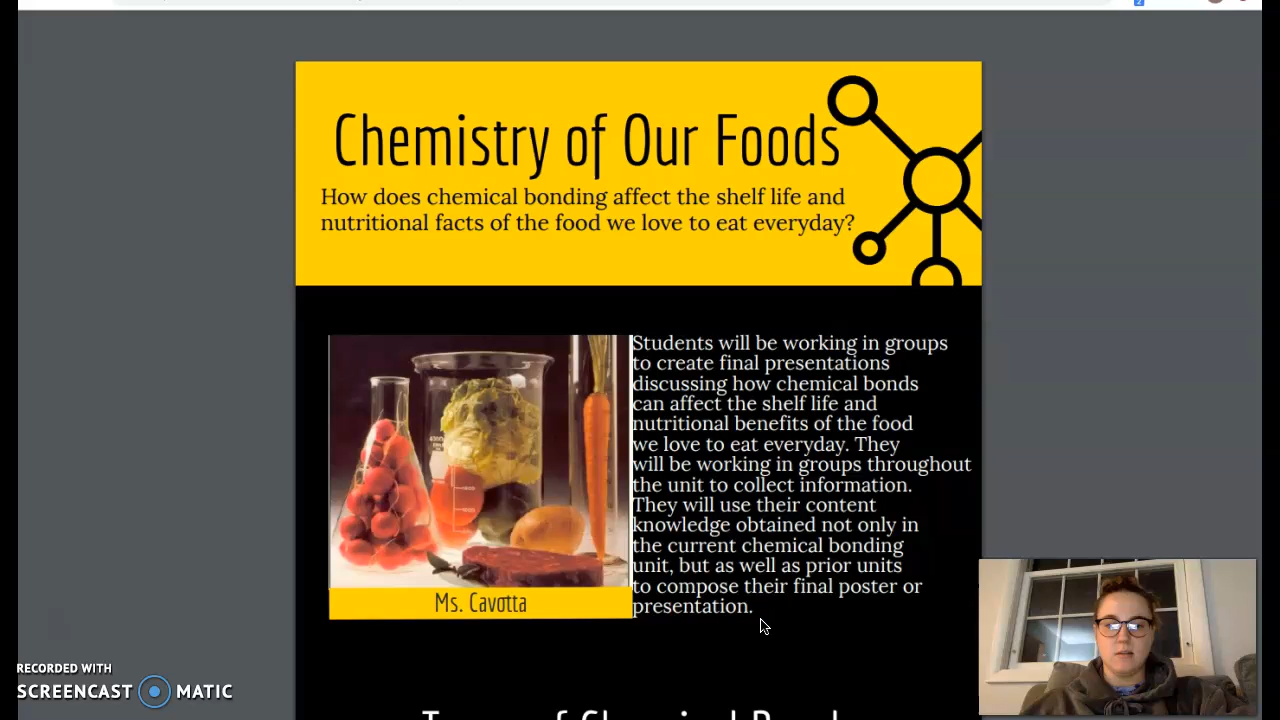 Chemistry of Our Foods
How does chemical bonding affect the shelf life and
nutritional facts of the food we love to eat everyday?
Students will be working in groups
to create final presentations
discussing how chemical bonds
can affect the shelf life and
nutritional benefits of the food
we love to eat everyday. They
will be working in groups throughout
the unit to collect information.
They will use their content
knowledge obtained not only in
the current chemical bonding
unit, but as well as prior units
to compose their final poster or
presentation.
Ms. Cavotta
RECORDED WITH
SCREENCAST MATIC